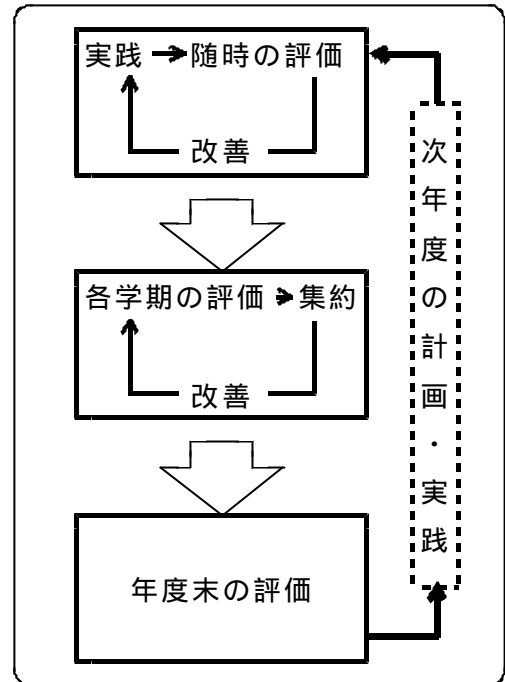 実践 随時の評価
改善
各学期の評価 集約
改善
年度末の評価
次年度の計画・実践